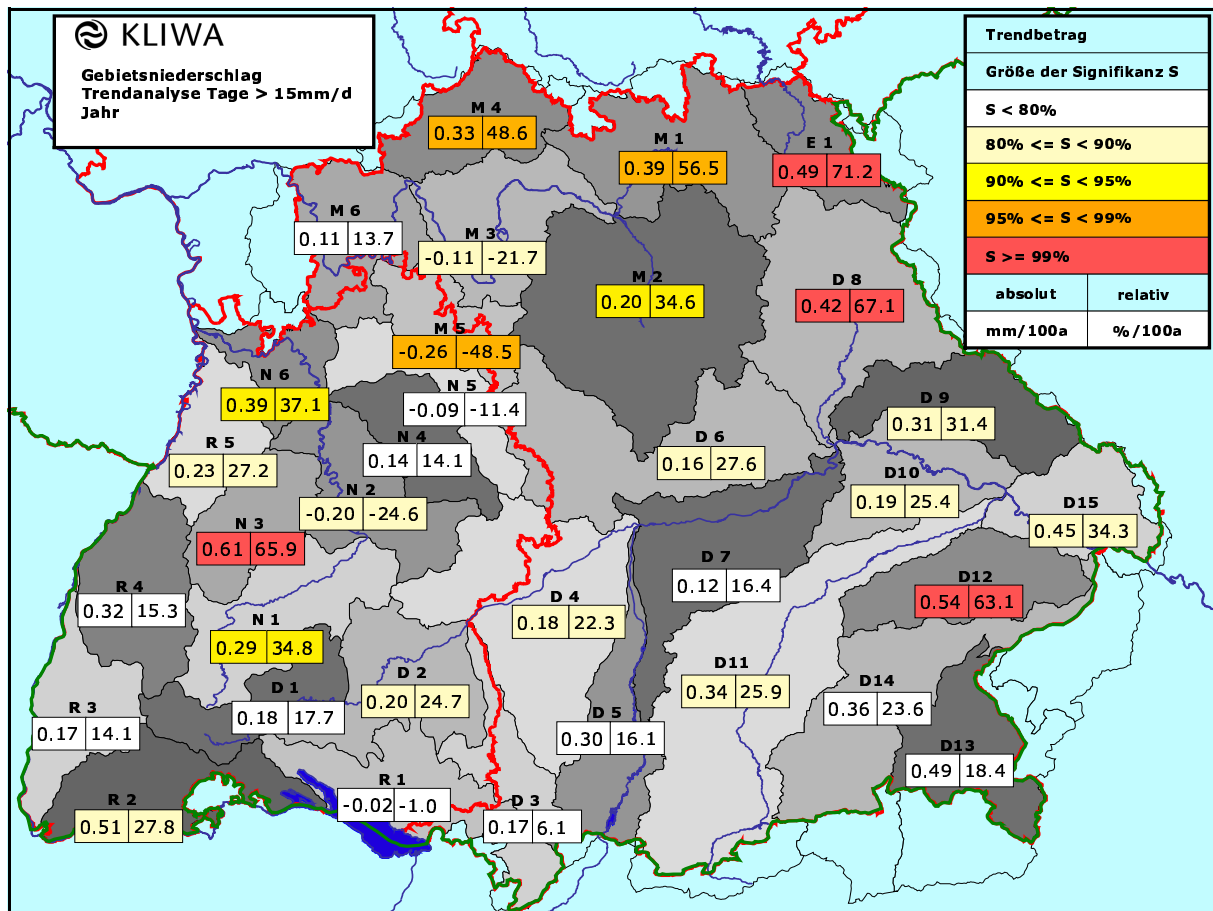 KLIWA
Gebietsniederschlag
Trendanalyse Tage > 15mm/d
Jahr
Trendbetrag
Größe der Signifikanz S
S < 80%
80% <= S < 90%
90% <= S < 95%
95% <= S < 99%
S >= 99%
absolut relativ
mm/100a %/100a
M 4
0.33 48.6
M 1
0.39 56.5
E 1
0.49 71.2
M 6
0.11 13.7
M 3
-0.11 -21.7
M 2
0.20 34.6
D 8
0.42 67.1
M 5
-0.26 -48.5
N 6
0.39 37.1
N 5
-0.09 -11.4
D 9
0.31 31.4
R 5
0.23 27.2
N 4
0.14 14.1
D 6
0.16 27.6
D10
0.19 25.4
N 2
-0.20 -24.6
D15
0.45 34.3
N 3
0.61 65.9
D 7
0.12 16.4
D12
0.54 63.1
R 4
0.32 15.3
D 4
0.18 22.3
N 1
0.29 34.8
D 2
0.20 24.7
D11
0.34 25.9
D14
0.36 23.6
D 1
0.18 17.7
R 3
0.17 14.1
D 5
0.30 16.1
D13
0.49 18.4
R 1
-0.02 -1.0
R 2
0.51 27.8
D 3
0.17 6.1